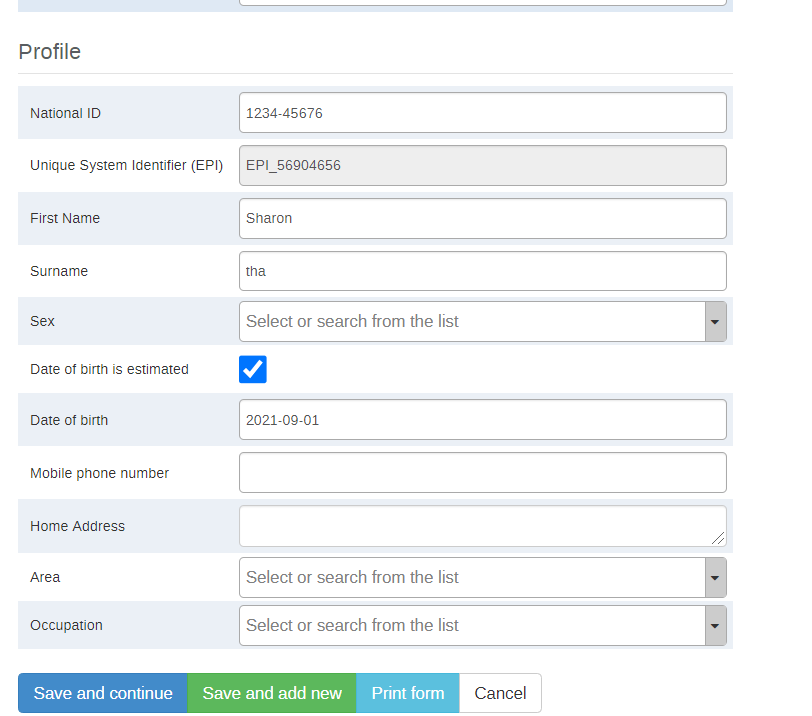 Profile
National ID 1234-45676
Unique System Identifier (EPI) EPI_56904656
First Name Sharon
Surname tha
Sex Select or search from the list
Date of birth is estimated
Date of birth 2021-09-01
Mobile phone number
Home Address
Area Select or search from the list
Occupation Select or search from the list
Save and continue Save and add new Print form Cancel